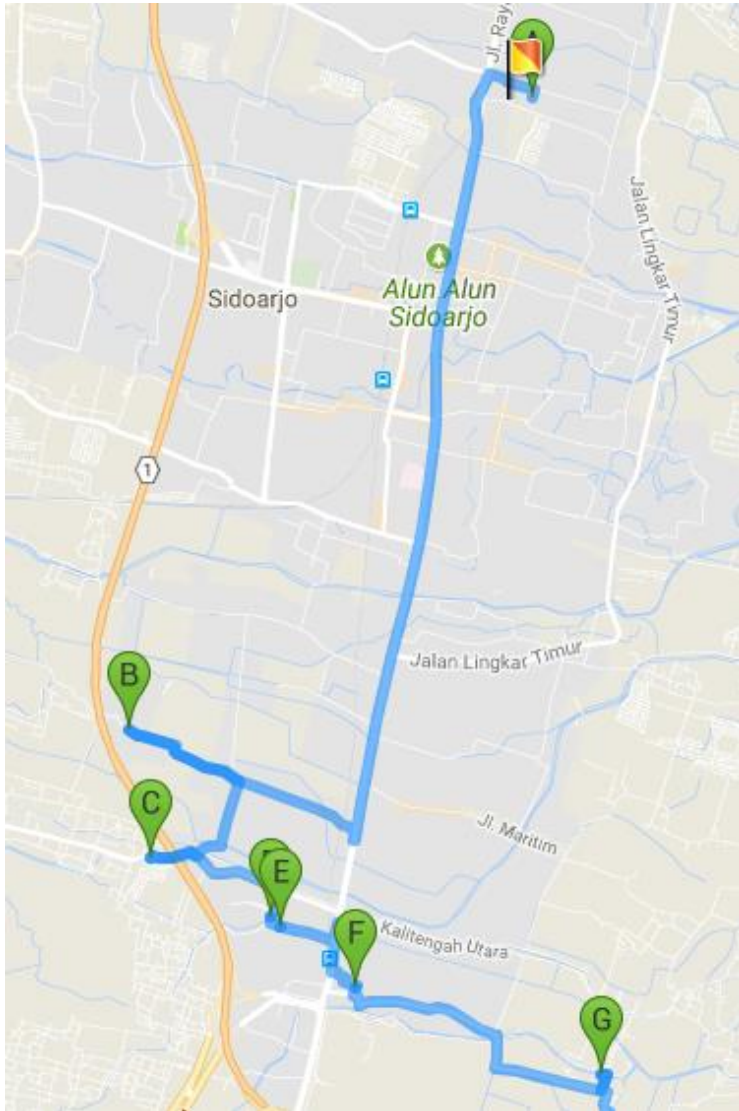 Jl. Ray
A
Jalan Lingkar Timur
Alun Alun
Sidoarjo
Sidoarjo
1
Jalan Lingkar Timur
B
Jl. Maritim
C
E
F
Kalitengah Utara
G